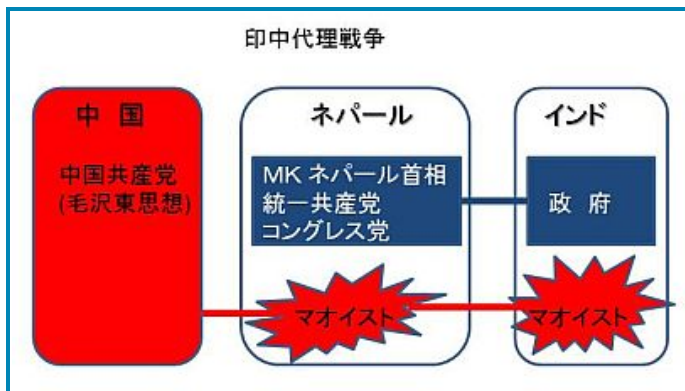 印中代理戦争
中 国
中国共産党
(毛沢東思想)
ネパール
MK ネパール首相
統一共産党
コングレス党
マオイスト
インド
政 府
マオイスト